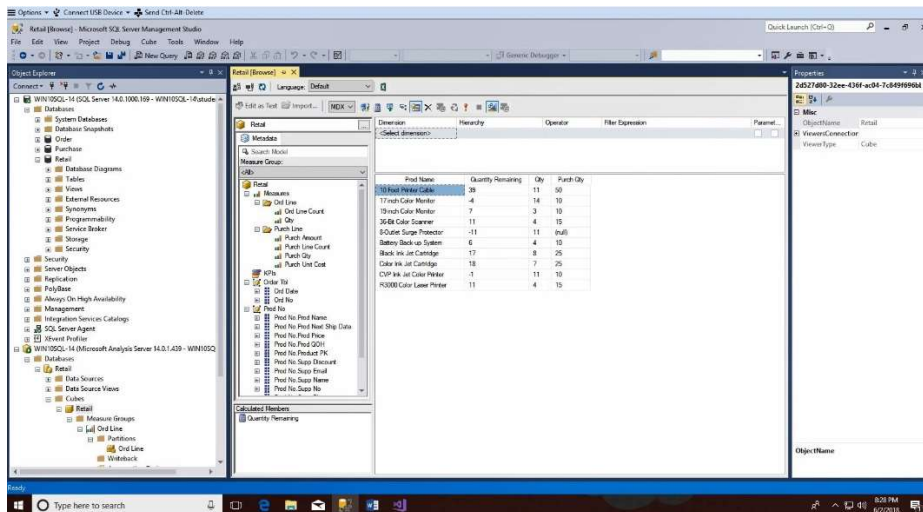 Options Connect USB Device Send Ctrl-Alt-Delete
Retail [Browse] - Microsoft SQL Server Management Studio
Quick Launch (Ctrl+Q)
File Edit View Project Debug Cube Tools Window Help
New Query
Generic Debugger
Object Explorer
Connect
WIN10SQL-14 (SQL Server 14.0.1000.169 - WIN10SQL-14\stude
Databases
System Databases
Database Snapshots
Order
Purchase
Retail
Database Diagrams
Tables
Views
External Resources
Synonyms
Programmability
Service Broker
Storage
Security
Security
Server Objects
Replication
PolyBase
Always On High Availability
Management
Integration Services Catalogs
SQL Server Agent
XEvent Profiler
WIN10SQL-14 (Microsoft Analysis Server 14.0.1.439 - WIN10SQ
Databases
Retail
Data Sources
Data Source Views
Cubes
Retail
Measure Groups
Ord Line
Partitions
Ord Line
Writeback
Retail [Browse]
Language: Default
Edit as Text Import... MDX
Retail
Metadata
Search Model
Measure Group:
<All>
Retail
Measures
Ord Line
Ord Line Count
Qty
Purch Line
Purch Amount
Purch Line Count
Purch Qty
Purch Unit Cost
KPIs
Order Tbl
Ord Date
Ord No
Prod No
Prod No.Prod Name
Prod No.Prod Next Ship Date
Prod No.Prod Price
Prod No.Prod QOH
Prod No.Product PK
Prod No.Supp Discount
Prod No.Supp Email
Prod No.Supp Name
Prod No.Supp No
Calculated Members
Quantity Remaining
Dimension Hierarchy Operator Filter Expression Paramet...
<Select dimension>
Prod Name Quantity Remaining Qty Purch Qty
10 Foot Printer Cable 39 11 50
17 inch Color Monitor -4 14 10
19 inch Color Monitor 7 3 10
36-Bit Color Scanner 11 4 15
8-Outlet Surge Protector -11 11 (null)
Battery Back-up System 6 4 10
Black Ink Jet Cartridge 17 8 25
Color Ink Jet Cartridge 18 7 25
CVP Ink Jet Color Printer -1 11 10
R3000 Color Laser Printer 11 4 15
Properties
2d527d80-32ee-436f-ac04-7c849f696bl
Misc
ObjectName Retail
ViewersConnection
ViewerType Cube
ObjectName
Ready
Type here to search
8:28 PM
6/2/2018